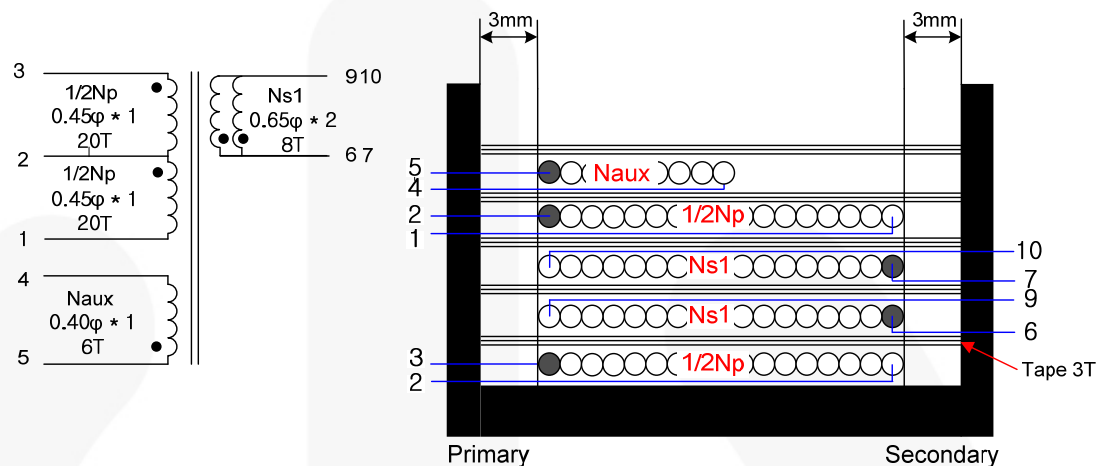 3
1/2Np
0.45φ * 1
20T
2
1/2Np
0.45φ * 1
20T
1
4
Naux
0.40φ * 1
6T
5
910
Ns1
0.65φ * 2
8T
6 7
3mm
3mm
5
4
Naux
2
1
1/2Np
10
Ns1
7
9
Ns1
6
3
2
1/2Np
Tape 3T
Primary
Secondary